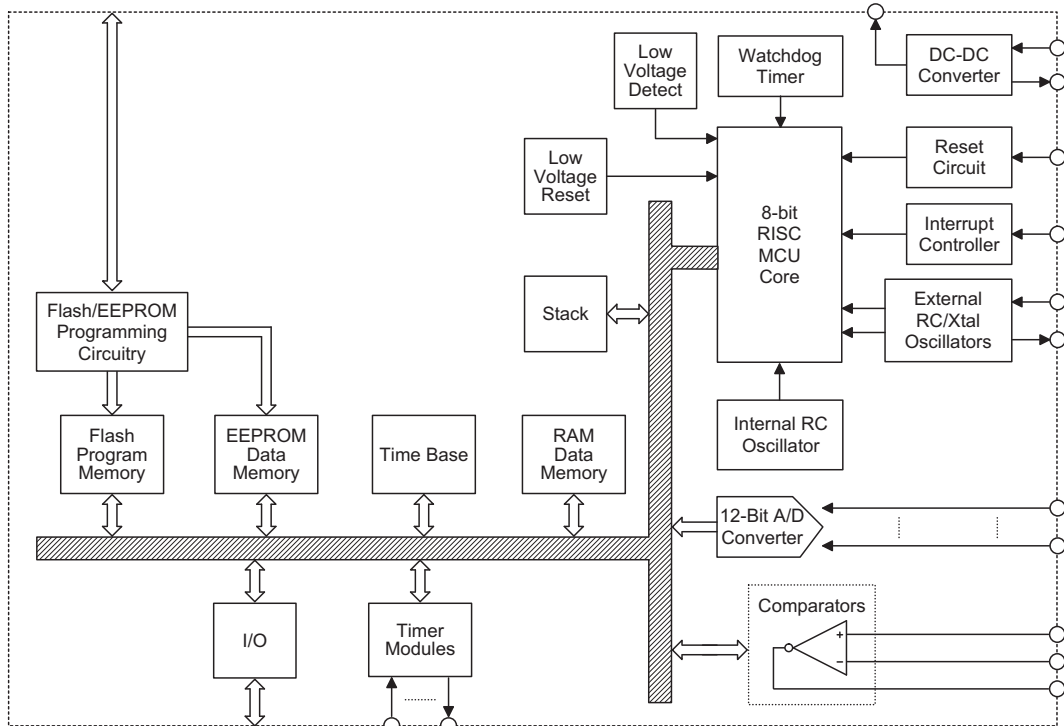 Low
Voltage
Detect
Watchdog
Timer
DC-DC
Converter
Low
Voltage
Reset
8-bit
RISC
MCU
Core
Reset
Circuit
Interrupt
Controller
External
RC/Xtal
Oscillators
Stack
Flash/EEPROM
Programming
Circuitry
Internal RC
Oscillator
Flash
Program
Memory
EEPROM
Data
Memory
Time Base
RAM
Data
Memory
12-Bit A/D
Converter
I/O
Timer
Modules
Comparators
+
−